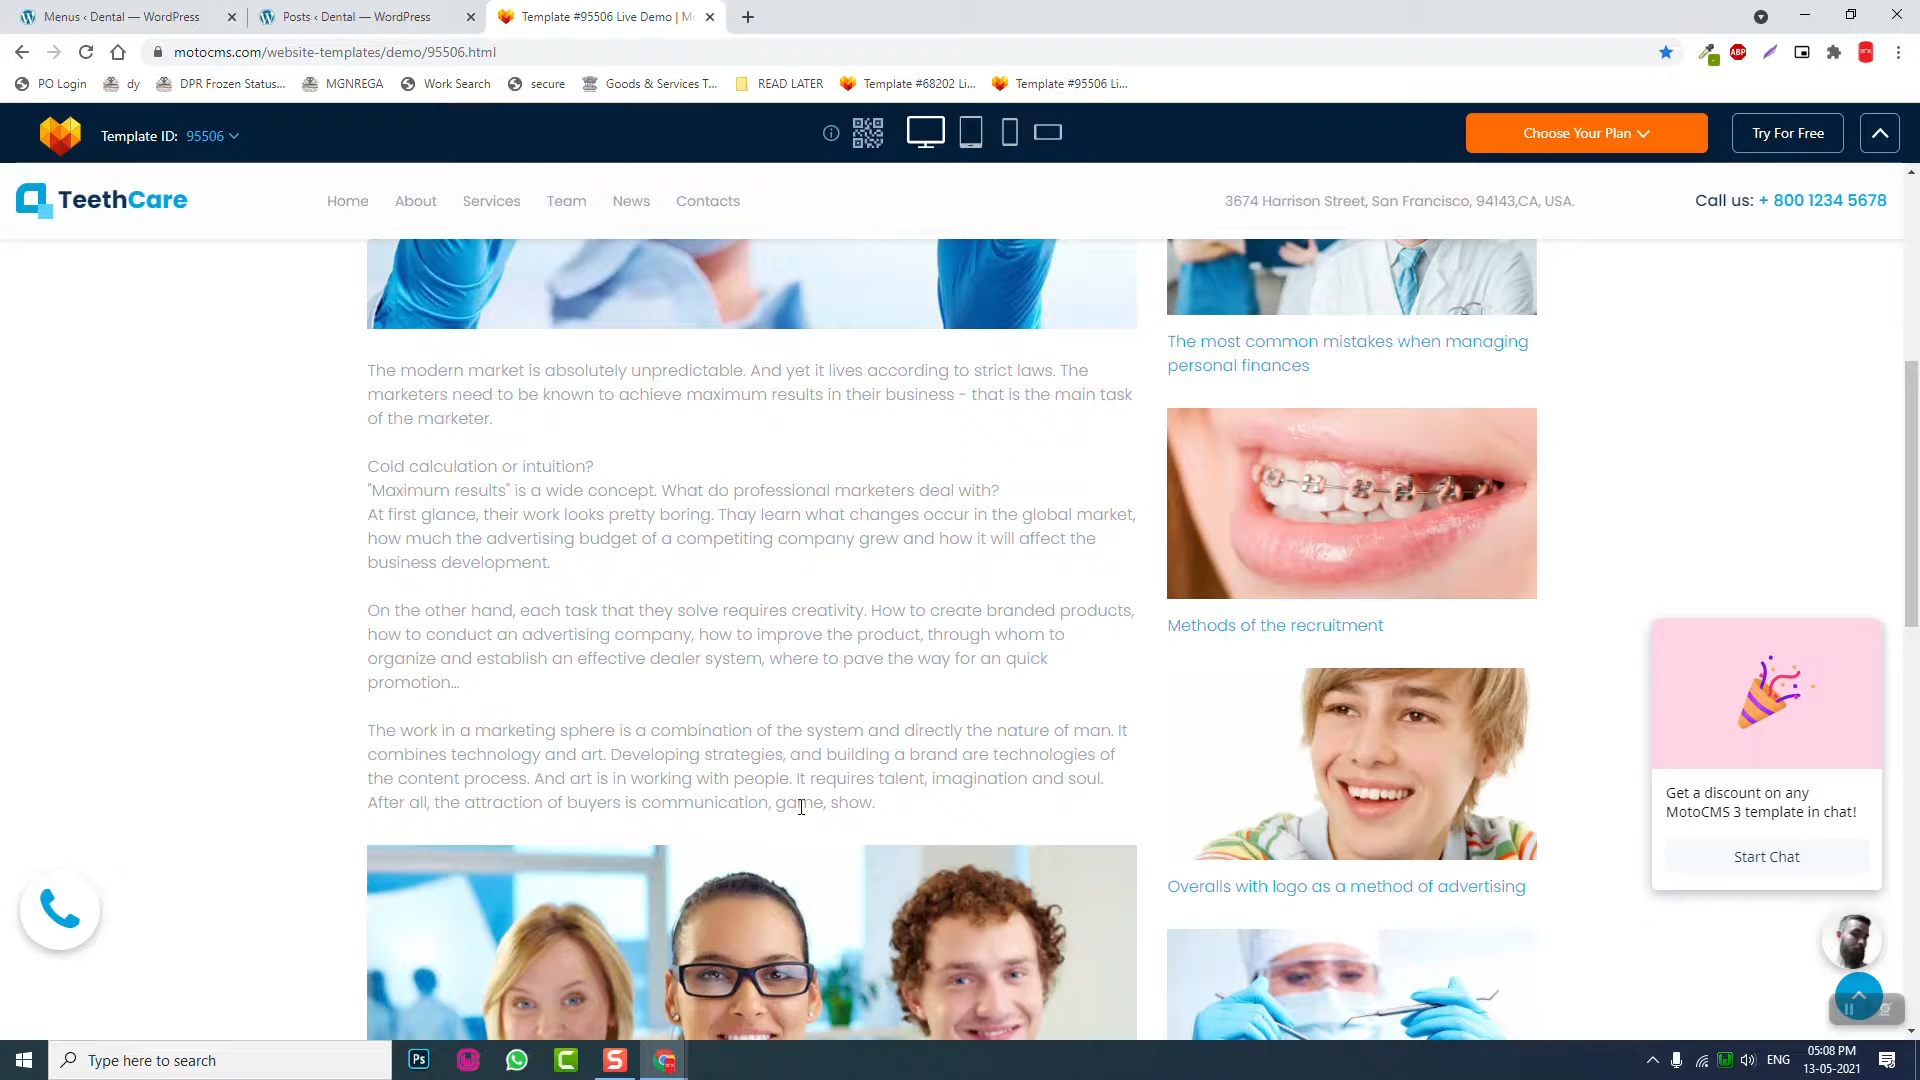 Menus ‹ Dental — WordPress
Posts ‹ Dental — WordPress
Template #95506 Live Demo | M
motocms.com/website-templates/demo/95506.html
PO Login
dy
DPR Frozen Status...
MGNREGA
Work Search
secure
Goods & Services T...
READ LATER
Template #68202 Li...
Template #95506 Li...
Template ID: 95506
Choose Your Plan
Try For Free
TeethCare
Home
About
Services
Team
News
Contacts
3674 Harrison Street, San Francisco, 94143,CA, USA.
Call us: + 800 1234 5678
The modern market is absolutely unpredictable. And yet it lives according to strict laws. The
marketers need to be known to achieve maximum results in their business - that is the main task
of the marketer.
Cold calculation or intuition?
"Maximum results" is a wide concept. What do professional marketers deal with?
At first glance, their work looks pretty boring. Thay learn what changes occur in the global market,
how much the advertising budget of a competiting company grew and how it will affect the
business development.
On the other hand, each task that they solve requires creativity. How to create branded products,
how to conduct an advertising company, how to improve the product, through whom to
organize and establish an effective dealer system, where to pave the way for an quick
promotion...
The work in a marketing sphere is a combination of the system and directly the nature of man. It
combines technology and art. Developing strategies, and building a brand are technologies of
the content process. And art is in working with people. It requires talent, imagination and soul.
After all, the attraction of buyers is communication, game, show.
The most common mistakes when managing
personal finances
Methods of the recruitment
Overalls with logo as a method of advertising
Get a discount on any
MotoCMS 3 template in chat!
Start Chat
Type here to search
ENG
05:08 PM
13-05-2021